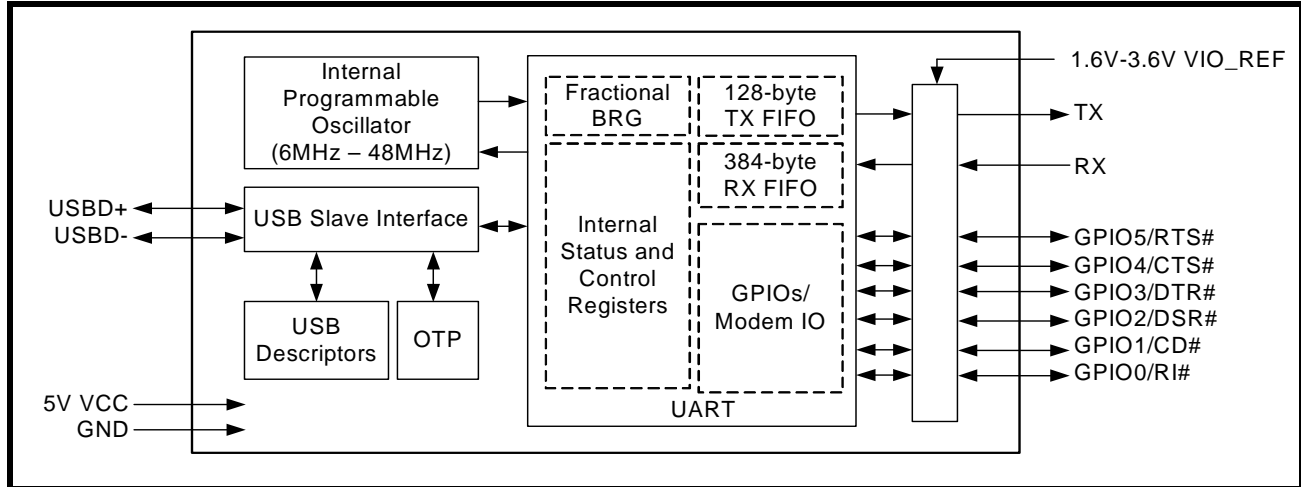 Internal
Programmable
Oscillator
(6MHz – 48MHz)
Fractional
BRG
128-byte
TX FIFO
384-byte
RX FIFO
1.6V-3.6V VIO_REF
TX
RX
USBD+
USBD-
USB Slave Interface
Internal
Status and
Control
Registers
GPIOs/
Modem IO
GPIO5/RTS#
GPIO4/CTS#
GPIO3/DTR#
GPIO2/DSR#
GPIO1/CD#
GPIO0/RI#
USB
Descriptors
OTP
5V VCC
GND
UART